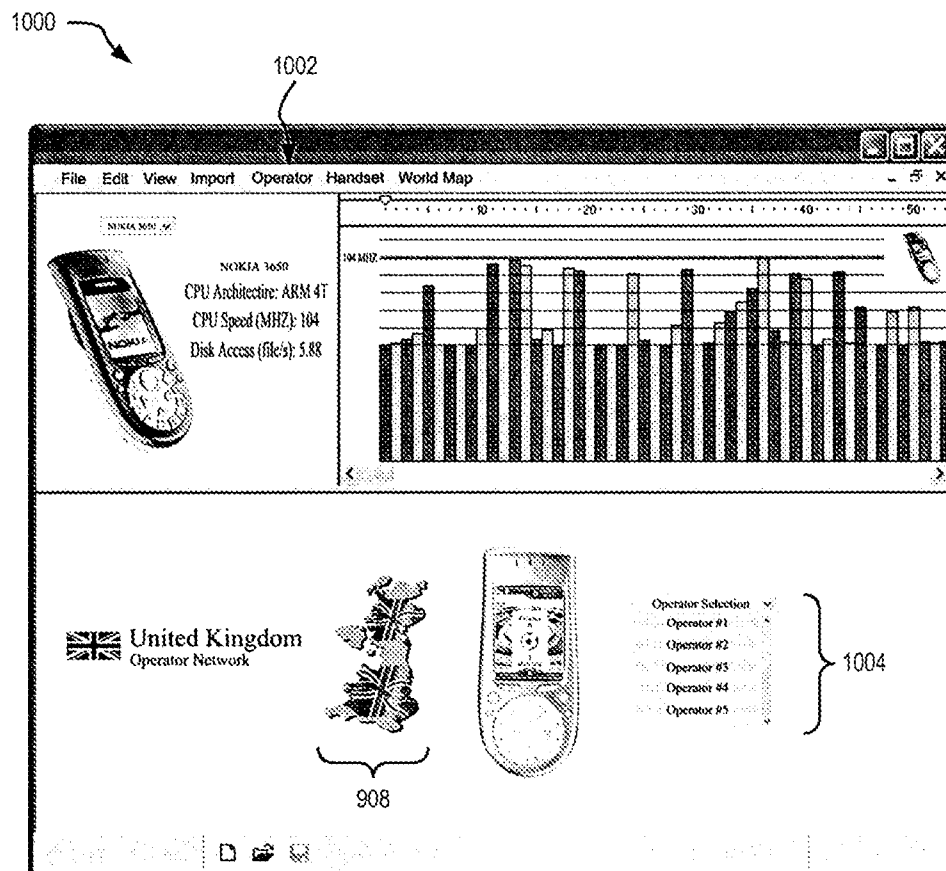 1000
1002
File Edit View Import Operator Handset World Map
10 20 30 40 50
NOKIA 3650
104 MHZ
NOKIA 3650
CPU Architectire: ARM 4T
CPU Speed (MHZ): 104
Disk Access (file/s): 5.88
NOKIA
United Kingdom
Operator Network
Operator Selection
Operator #1
Operator #2
Operator #3
Operator #4
Operator #5
1004
908